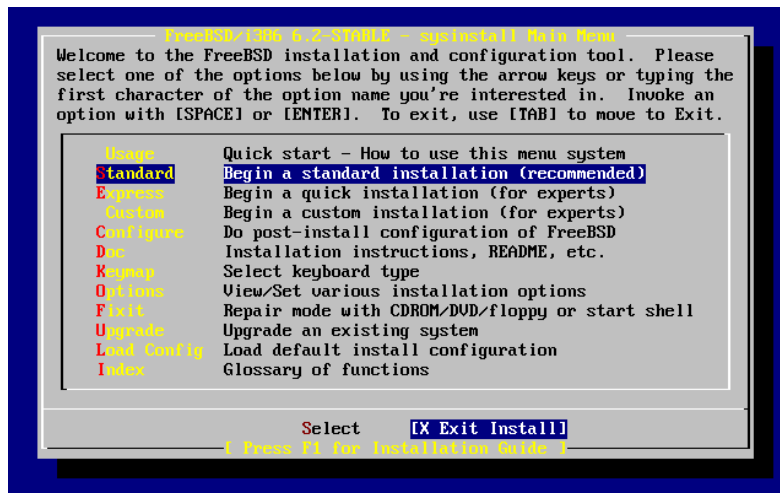 FreeBSD/i386 6.2-STABLE - sysinstall Main Menu
Welcome to the FreeBSD installation and configuration tool.  Please
select one of the options below by using the arrow keys or typing the
first character of the option name you're interested in.  Invoke an
option with [SPACE] or [ENTER].  To exit, use [TAB] to move to Exit.
Usage Quick start - How to use this menu system
Standard Begin a standard installation (recommended)
Express Begin a quick installation (for experts)
Custom Begin a custom installation (for experts)
Configure Do post-install configuration of FreeBSD
Doc Installation instructions, README, etc.
Keymap Select keyboard type
Options View/Set various installation options
Fixit Repair mode with CDROM/DVD/floppy or start shell
Upgrade Upgrade an existing system
Load Config Load default install configuration
Index Glossary of functions
Select [X Exit Install]
[ Press F1 for Installation Guide ]